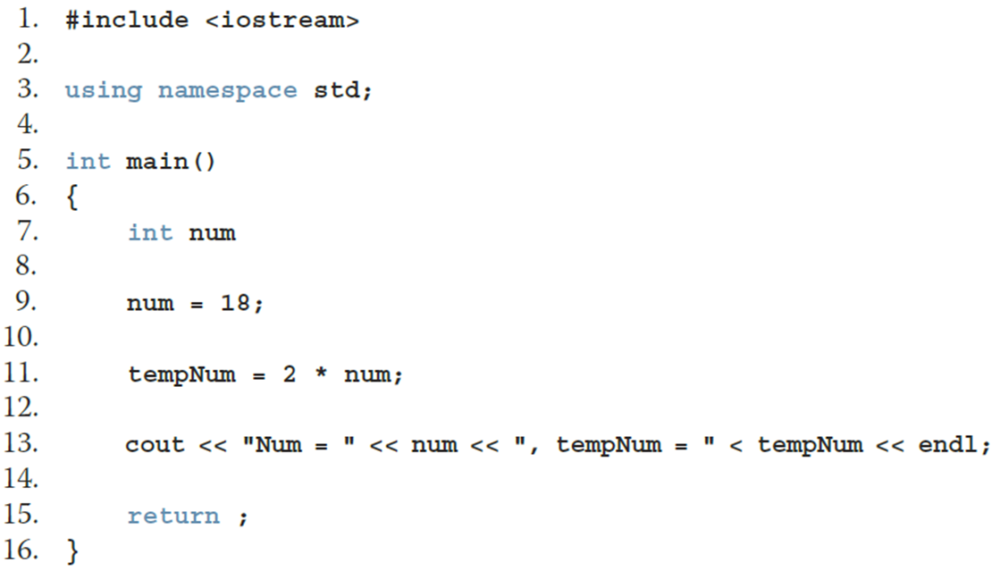 1. #include <iostream>
2.
3. using namespace std;
4.
5. int main()
6. {
7. int num
8.
9. num = 18;
10.
11. tempNum = 2 * num;
12.
13. cout << "Num = " << num << ", tempNum = " < tempNum << endl;
14.
15. return ;
16. }